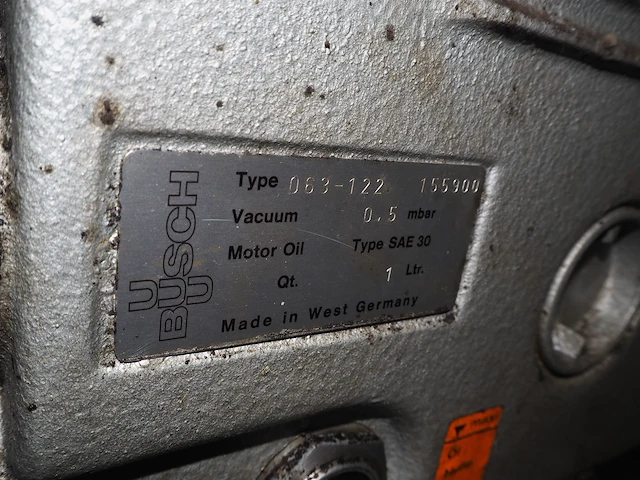 BUSCH
Type 063-122 155900
Vacuum 0.5 mbar
Motor Oil Type SAE 30
Qt. 1 Ltr.
Made in West Germany